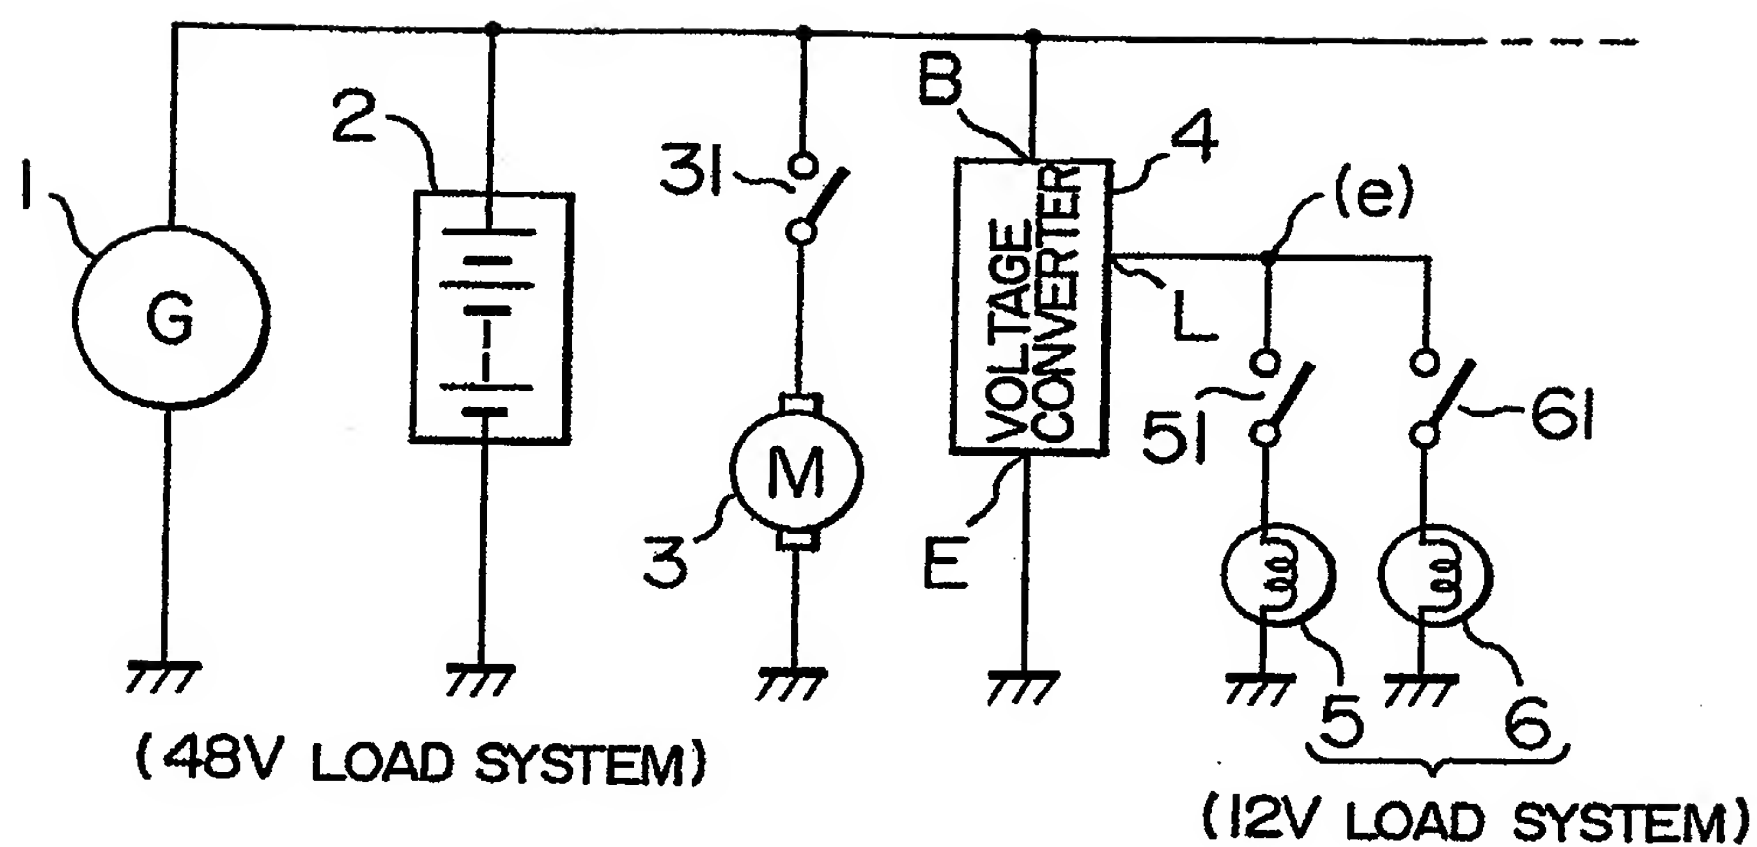 B
2
4
31
1
(e)
VOLTAGE
CONVERTER
G
L
51
61
M
E
3
5
6
(48V LOAD SYSTEM)
(12V LOAD SYSTEM)